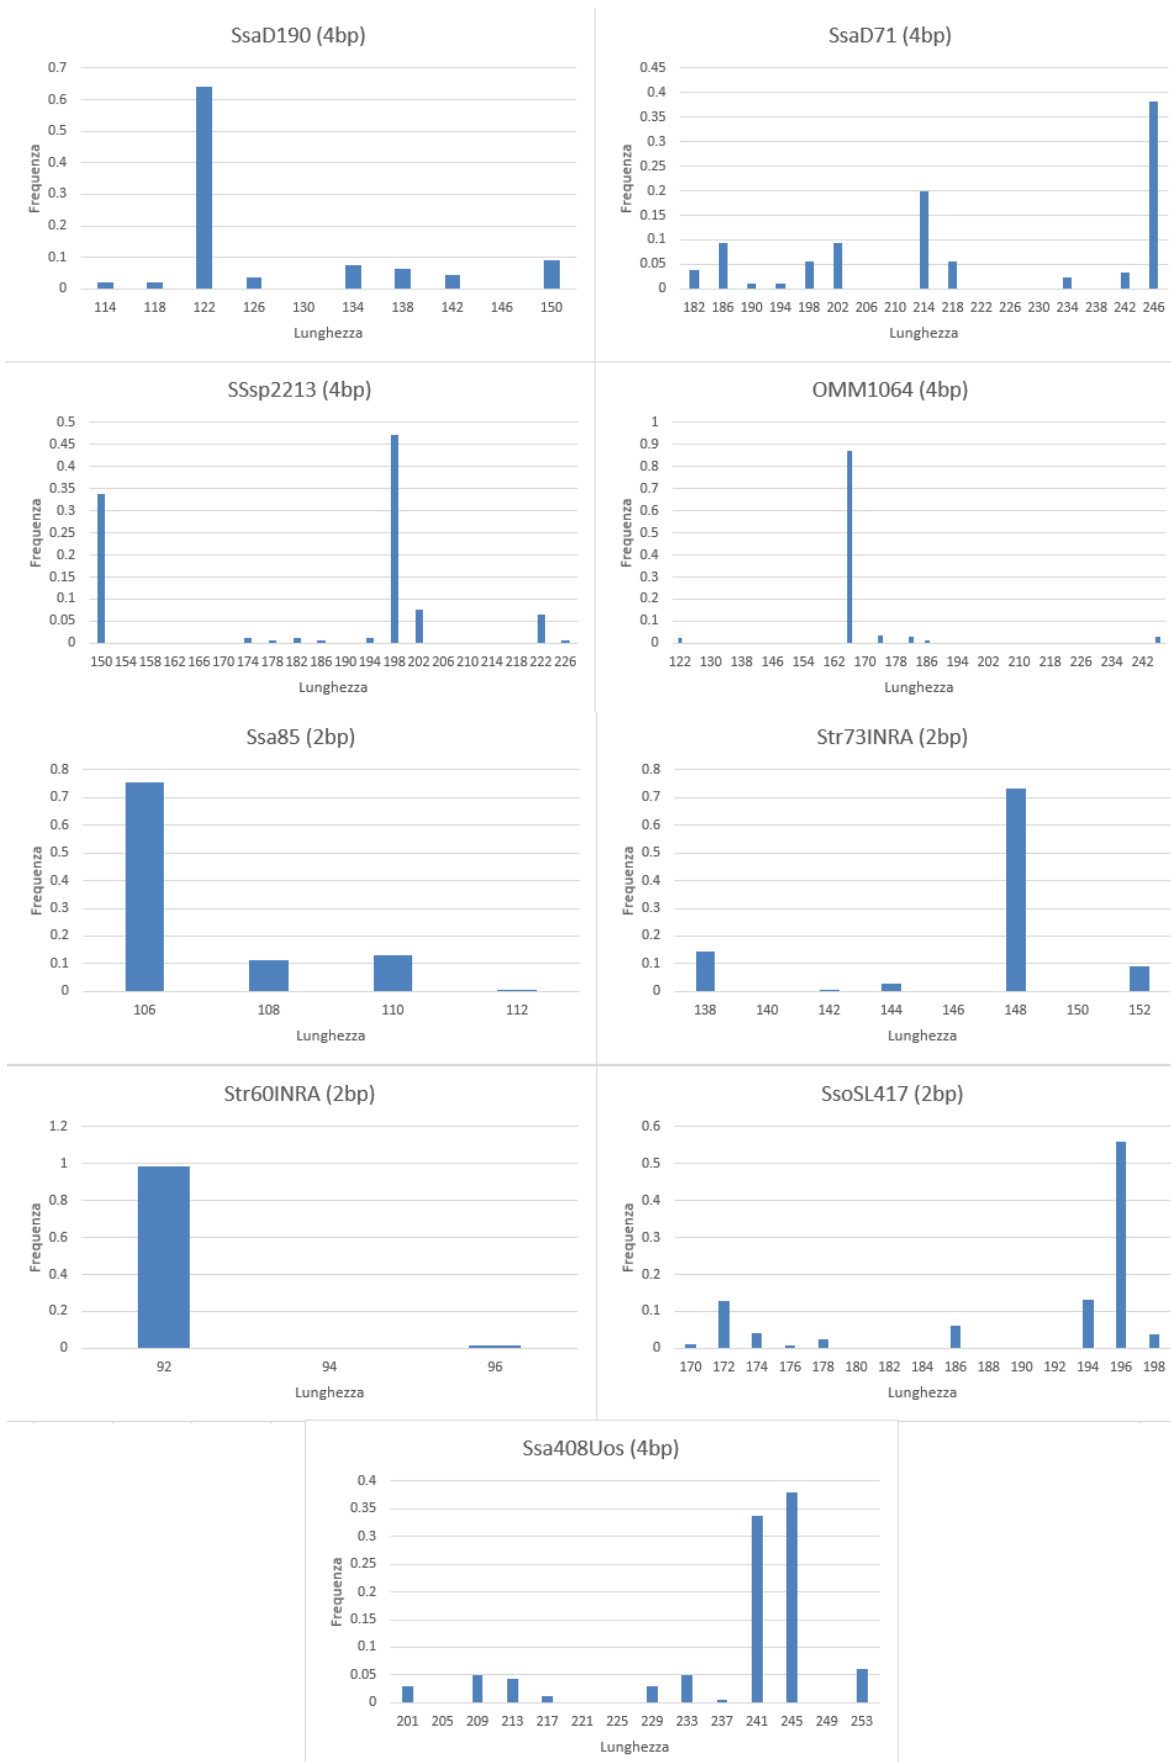 SsaD190 (4bp)
0.7
0.6
0.5
0.4
0.3
0.2
0.1
0
Frequenza
114 118 122 126 130 134 138 142 146 150
Lunghezza
SsaD71 (4bp)
0.45
0.4
0.35
0.3
0.25
0.2
0.15
0.1
0.05
0
Frequenza
182 186 190 194 198 202 206 210 214 218 222 226 230 234 238 242 246
Lunghezza
SSsp2213 (4bp)
0.5
0.45
0.4
0.35
0.3
0.25
0.2
0.15
0.1
0.05
0
Frequenza
150 154 158 162 166 170 174 178 182 186 190 194 198 202 206 210 214 218 222 226
Lunghezza
OMM1064 (4bp)
1
0.9
0.8
0.7
0.6
0.5
0.4
0.3
0.2
0.1
0
Frequenza
122 130 138 146 154 162 170 178 186 194 202 210 218 226 234 242
Lunghezza
Ssa85 (2bp)
0.8
0.7
0.6
0.5
0.4
0.3
0.2
0.1
0
Frequenza
106 108 110 112
Lunghezza
Str73INRA (2bp)
0.8
0.7
0.6
0.5
0.4
0.3
0.2
0.1
0
Frequenza
138 140 142 144 146 148 150 152
Lunghezza
Str60INRA (2bp)
1.2
1
0.8
0.6
0.4
0.2
0
Frequenza
92 94 96
Lunghezza
SsoSL417 (2bp)
0.6
0.5
0.4
0.3
0.2
0.1
0
Frequenza
170 172 174 176 178 180 182 184 186 188 190 192 194 196 198
Lunghezza
Ssa408Uos (4bp)
0.4
0.35
0.3
0.25
0.2
0.15
0.1
0.05
0
Frequenza
201 205 209 213 217 221 225 229 233 237 241 245 249 253
Lunghezza